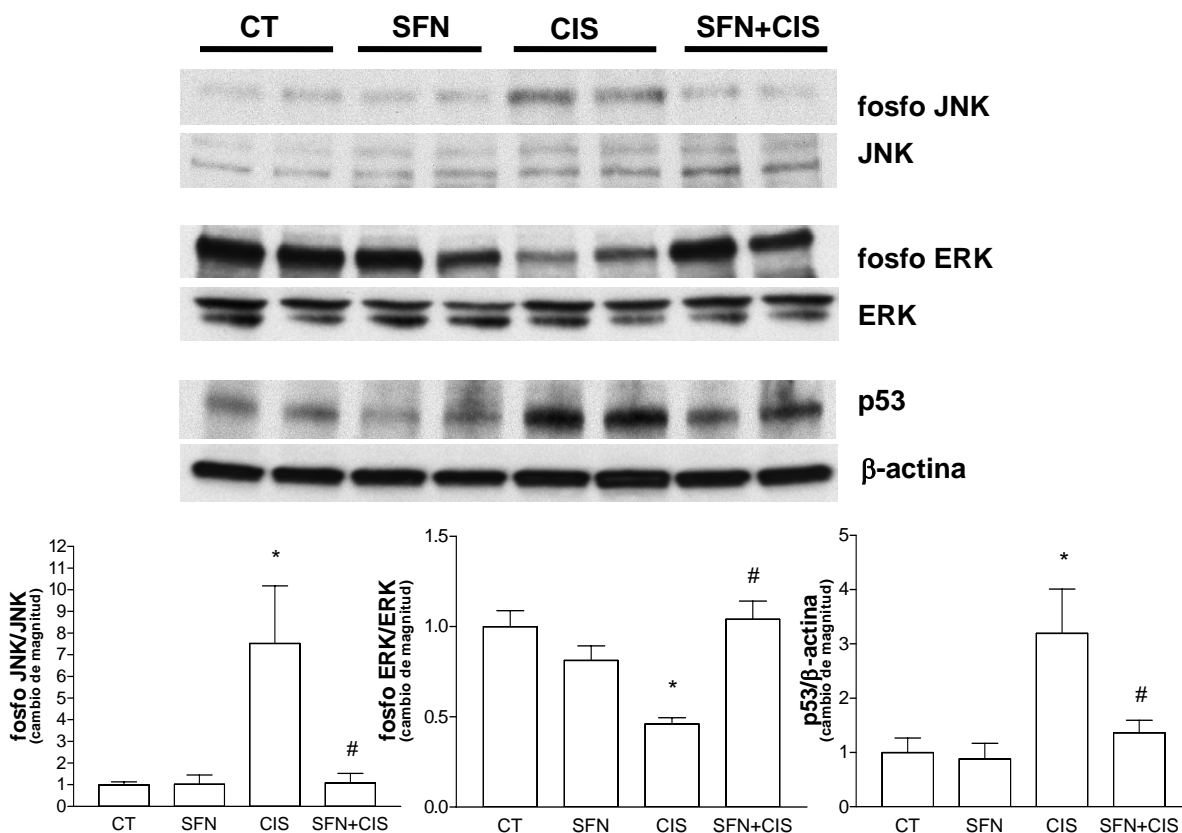 CT SFN CIS SFN+CIS
fosfo JNK
JNK
fosfo ERK
ERK
p53
β-actina
fosfo JNK/JNK
(cambio de magnitud)
12
11
10
9
8
7
6
5
4
3
2
1
0
*
#
CT SFN CIS SFN+CIS
fosfo ERK/ERK
(cambio de magnitud)
1.5
1.0
0.5
0.0
*
#
CT SFN CIS SFN+CIS
p53/β-actina
(cambio de magnitud)
5
4
3
2
1
0
*
#
CT SFN CIS SFN+CIS